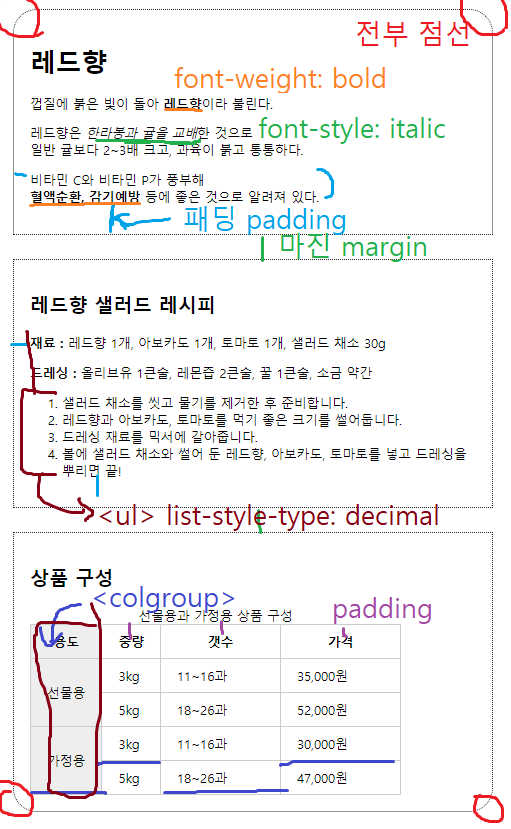 전부 점선
레드향
font-weight: bold
껍질에 붉은 빛이 돌아 레드향이라 불린다.
레드향은 한라봉과 귤을 교배한 것으로
font-style: italic
일반 귤보다 2~3배 크고, 과육이 붉고 통통하다.
비타민 C와 비타민 P가 풍부해
혈액순환, 감기예방 등에 좋은 것으로 알려져 있다.
패딩 padding
마진 margin
레드향 샐러드 레시피
재료 : 레드향 1개, 아보카도 1개, 토마토 1개, 샐러드 채소 30g
드레싱 : 올리브유 1큰술, 레몬즙 2큰술, 꿀 1큰술, 소금 약간
1. 샐러드 채소를 씻고 물기를 제거한 후 준비합니다.
2. 레드향과 아보카도, 토마토를 먹기 좋은 크기를 썰어둡니다.
3. 드레싱 재료를 믹서에 갈아줍니다.
4. 볼에 샐러드 채소와 썰어 둔 레드향, 아보카도, 토마토를 넣고 드레싱을
뿌리면 끝!
<ul> list-style-type: decimal
상품 구성
<colgroup>
padding
선물용과 가정용 상품 구성
용도 중량 갯수 가격
선물용 3kg 11~16과 35,000원
5kg 18~26과 52,000원
가정용 3kg 11~16과 30,000원
5kg 18~26과 47,000원